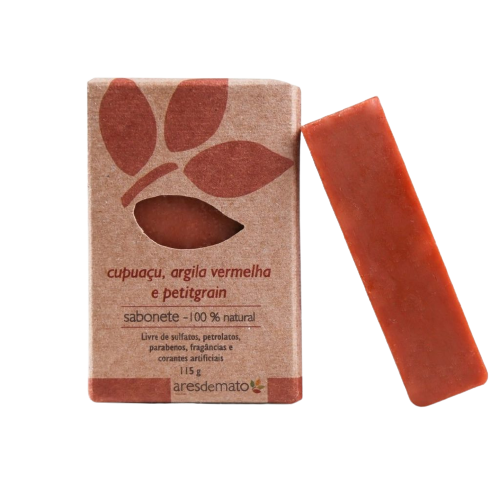 cupuaçu, argila vermelha
e petitgrain
sabonete -100 % natural
Livre de sulfatos, petrolatos,
parabenos, fragâncias e
corantes artificiais
115 g
aresdemato